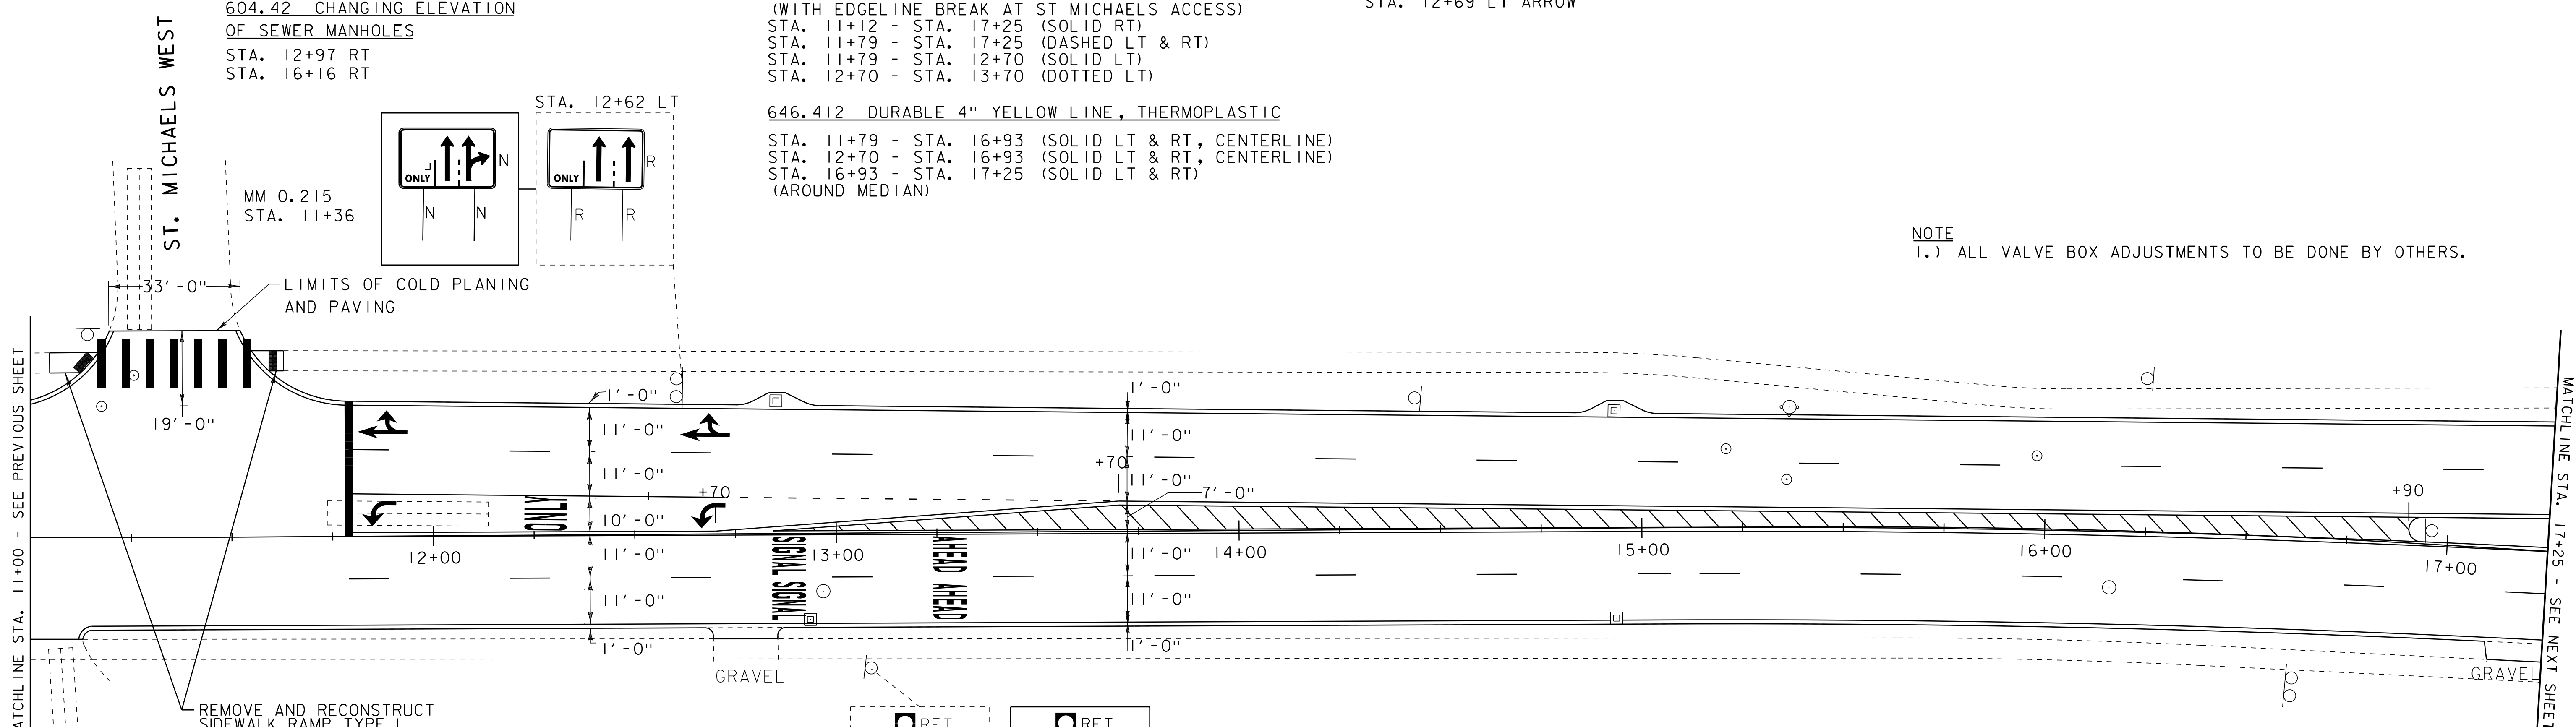 604.42 CHANGING ELEVATION
OF SEWER MANHOLES
STA. 12+97 RT
STA. 16+16 RT
(WITH EDGELINE BREAK AT ST MICHAELS ACCESS)
STA. 11+12 - STA. 17+25 (SOLID RT)
STA. 11+79 - STA. 17+25 (DASHED LT & RT)
STA. 11+79 - STA. 12+70 (SOLID LT)
STA. 12+70 - STA. 13+70 (DOTTED LT)
646.412 DURABLE 4" YELLOW LINE, THERMOPLASTIC
STA. 11+79 - STA. 16+93 (SOLID LT & RT, CENTERLINE)
STA. 12+70 - STA. 16+93 (SOLID LT & RT, CENTERLINE)
STA. 16+93 - STA. 17+25 (SOLID LT & RT)
(AROUND MEDIAN)
STA. 12+69 LT ARROW
ST. MICHAELS WEST
STA. 12+62 LT
ONLY
N
N
N
ONLY
R
R
R
MM 0.215
STA. 11+36
NOTE
1.) ALL VALVE BOX ADJUSTMENTS TO BE DONE BY OTHERS.
33'-0"
LIMITS OF COLD PLANING
AND PAVING
19'-0"
MATCHLINE STA. 11+00 - SEE PREVIOUS SHEET
MATCHLINE STA. 17+25 - SEE NEXT SHEET
1'-0"
11'-0"
11'-0"
10'-0"
11'-0"
11'-0"
1'-0"
ONLY
+70
+70
1'-0"
11'-0"
11'-0"
7'-0"
11'-0"
11'-0"
1'-0"
+90
12+00
13+00
14+00
15+00
16+00
17+00
SIGNAL SIGNAL
AHEAD AHEAD
GRAVEL
GRAVEL
REMOVE AND RECONSTRUCT
SIDEWALK RAMP TYPE I
RET
RET